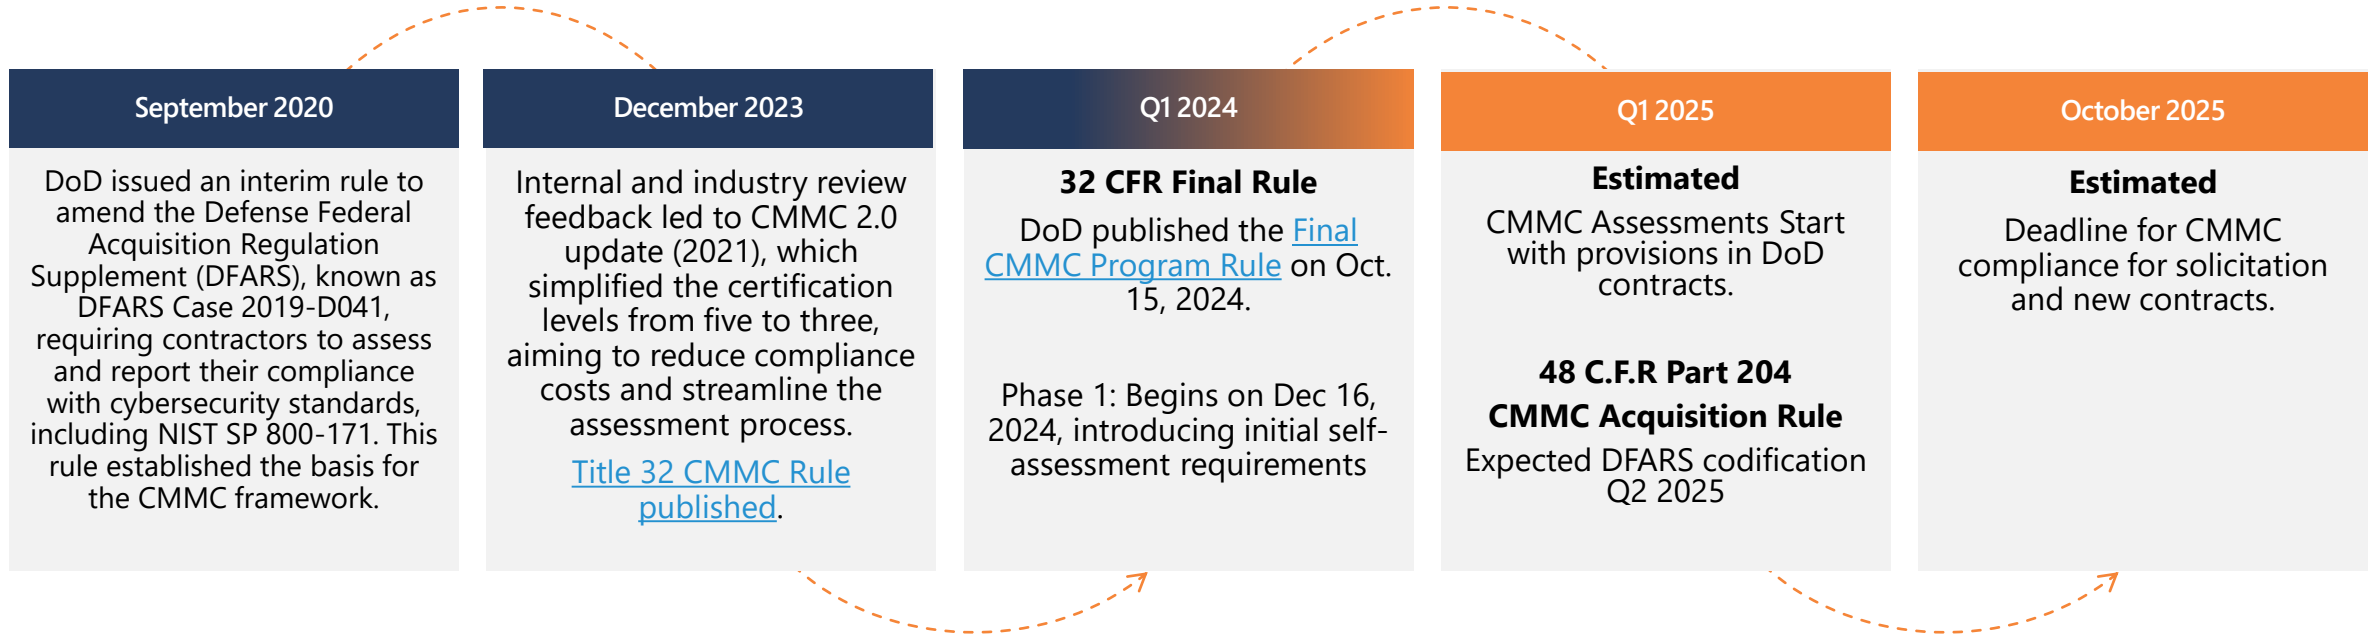 September 2020
DoD issued an interim rule to
amend the Defense Federal
Acquisition Regulation
Supplement (DFARS), known as
DFARS Case 2019-D041,
requiring contractors to assess
and report their compliance
with cybersecurity standards,
including NIST SP 800-171. This
rule established the basis for
the CMMC framework.
December 2023
Internal and industry review
feedback led to CMMC 2.0
update (2021), which
simplified the certification
levels from five to three,
aiming to reduce compliance
costs and streamline the
assessment process.
Title 32 CMMC Rule
published.
Q1 2024
32 CFR Final Rule
DoD published the Final
CMMC Program Rule on Oct.
15, 2024.
Phase 1: Begins on Dec 16,
2024, introducing initial self-
assessment requirements
Q1 2025
Estimated
CMMC Assessments Start
with provisions in DoD
contracts.
48 C.F.R Part 204
CMMC Acquisition Rule
Expected DFARS codification
Q2 2025
October 2025
Estimated
Deadline for CMMC
compliance for solicitation
and new contracts.